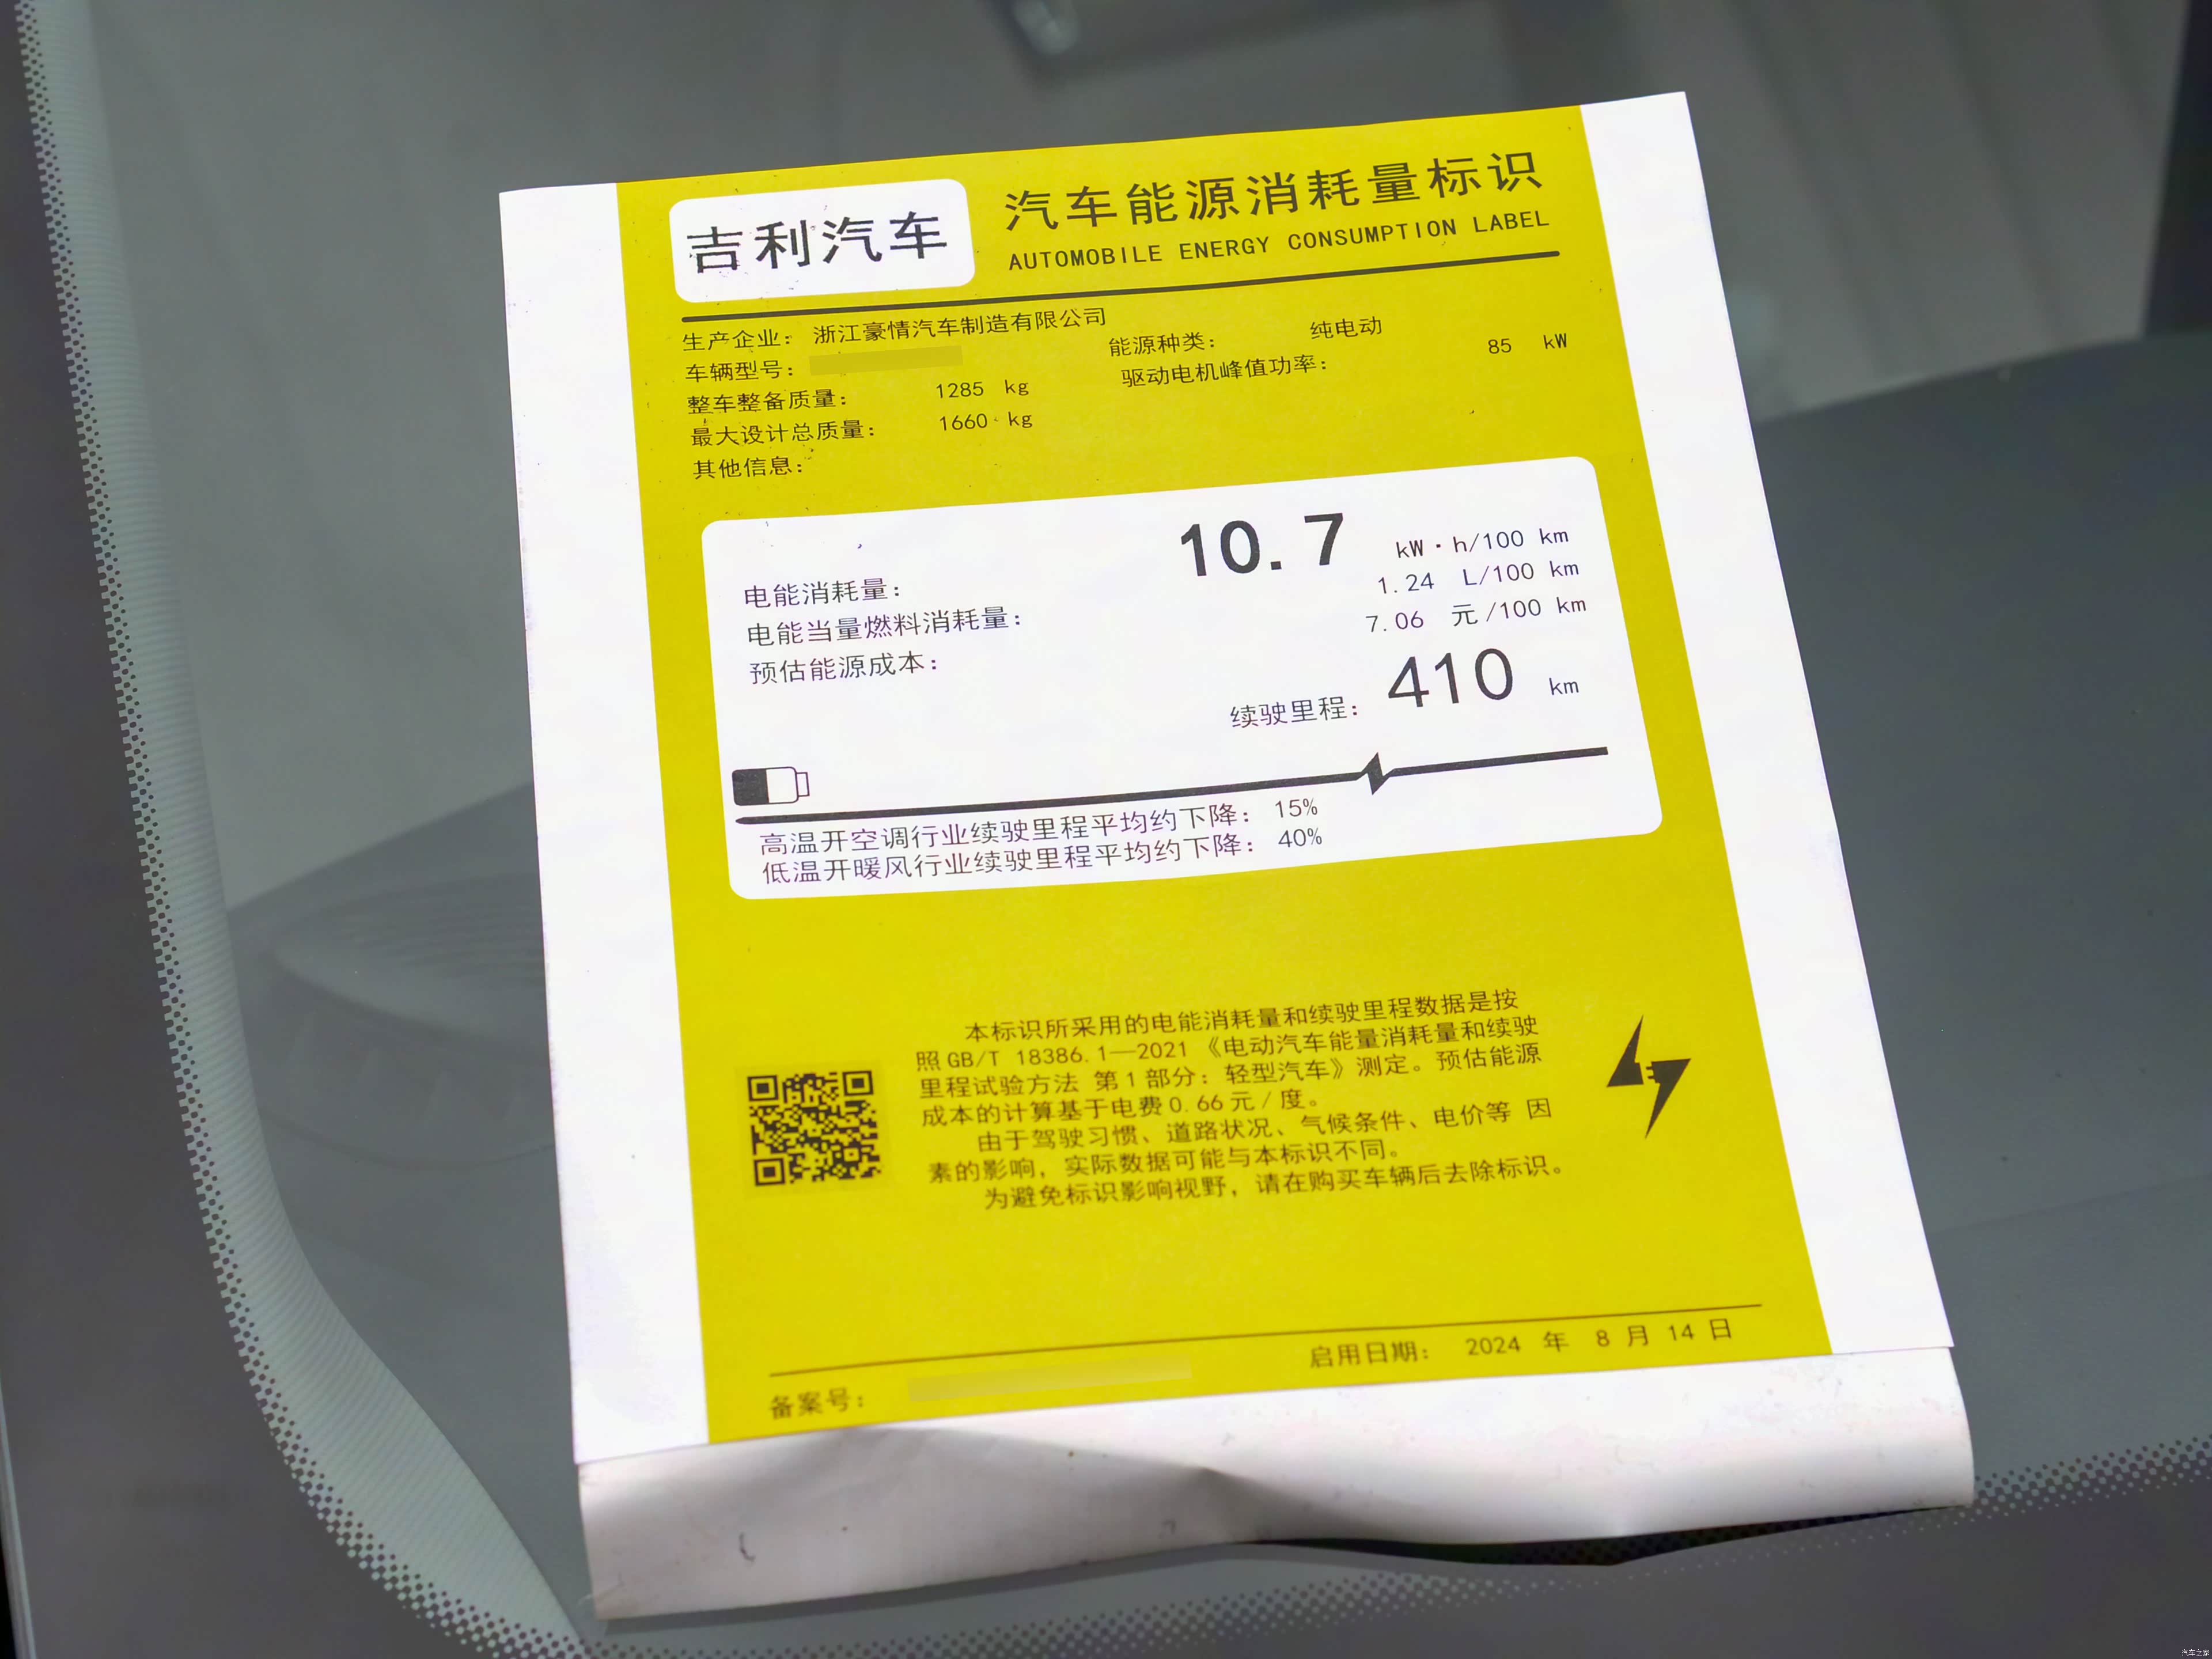 吉利汽车
汽车能源消耗量标识
AUTOMOBILE ENERGY CONSUMPTION LABEL
生产企业： 浙江豪情汽车制造有限公司
车辆型号：
能源种类： 纯电动
整车整备质量： 1285 kg
驱动电机峰值功率： 85 kW
最大设计总质量： 1660 kg
其他信息：
电能消耗量： 10.7 kW·h/100 km
电能当量燃料消耗量： 1.24 L/100 km
预估能源成本： 7.06 元/100 km
续驶里程： 410 km
高温开空调行业续驶里程平均约下降： 15%
低温开暖风行业续驶里程平均约下降： 40%
本标识所采用的电能消耗量和续驶里程数据是按
照GB/T 18386.1—2021《电动汽车能量消耗量和续驶
里程试验方法 第1部分：轻型汽车》测定。预估能源
成本的计算基于电费0.66元/度。
由于驾驶习惯、道路状况、气候条件、电价等 因
素的影响，实际数据可能与本标识不同。
为避免标识影响视野，请在购买车辆后去除标识。
备案号：
启用日期： 2024 年 8 月 14 日
汽车之家